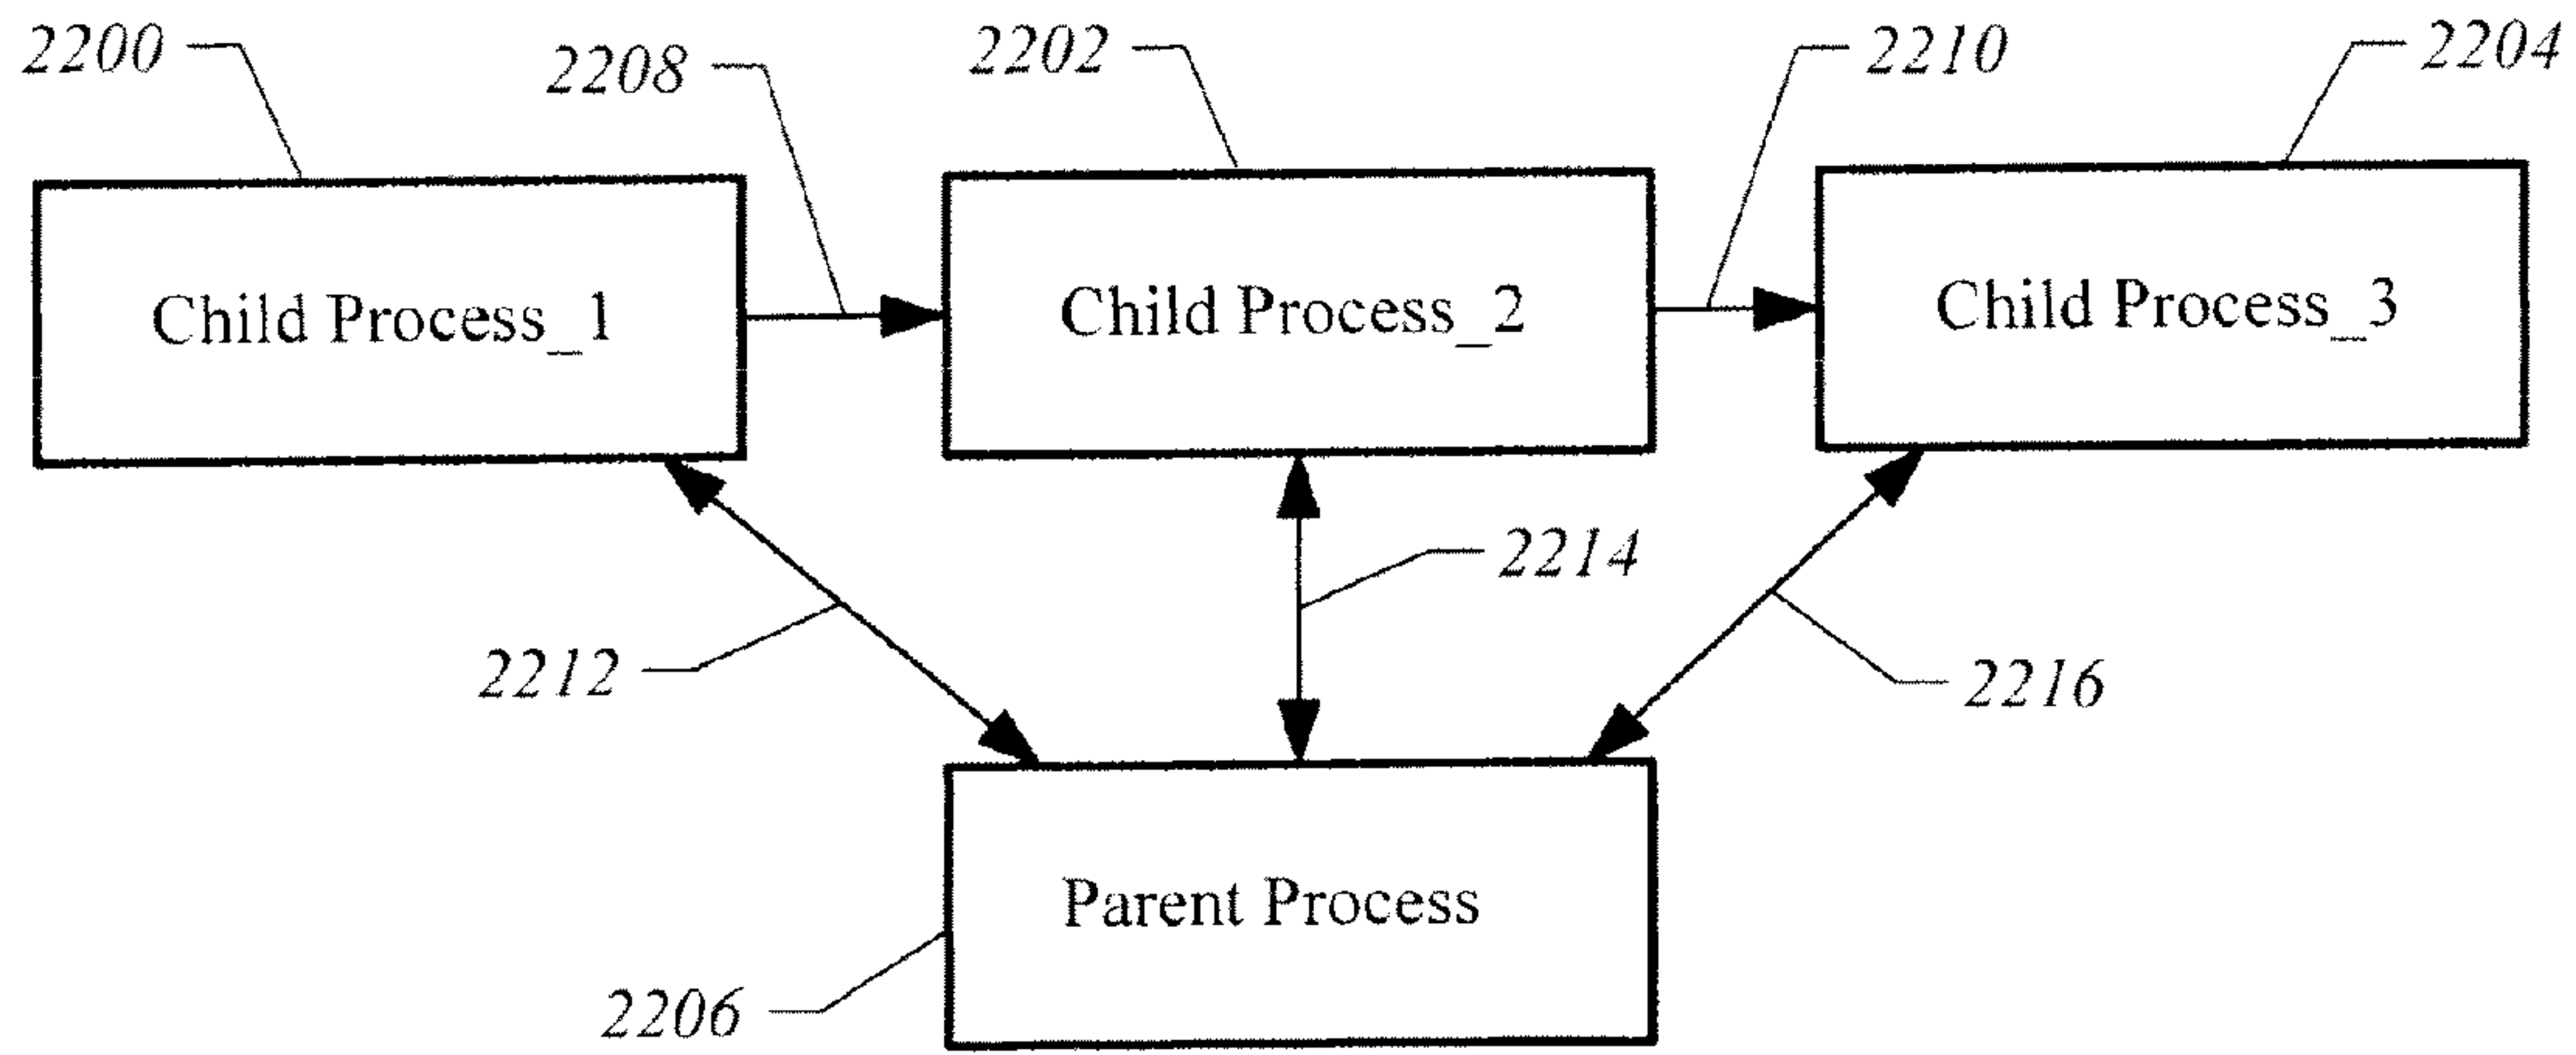 2200
2208
2202
2210
2204
Child Process_1
Child Process_2
Child Process_3
2214
2212
2216
Parent Process
2206